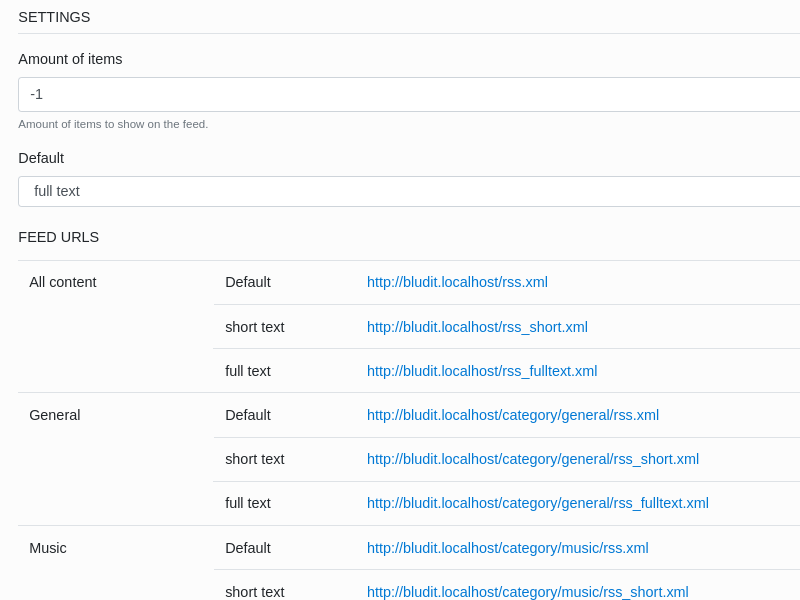 SETTINGS
Amount of items
-1
Amount of items to show on the feed.
Default
full text
FEED URLS
All content Default http://bludit.localhost/rss.xml
short text http://bludit.localhost/rss_short.xml
full text http://bludit.localhost/rss_fulltext.xml
General Default http://bludit.localhost/category/general/rss.xml
short text http://bludit.localhost/category/general/rss_short.xml
full text http://bludit.localhost/category/general/rss_fulltext.xml
Music Default http://bludit.localhost/category/music/rss.xml
short text http://bludit.localhost/category/music/rss_short.xml